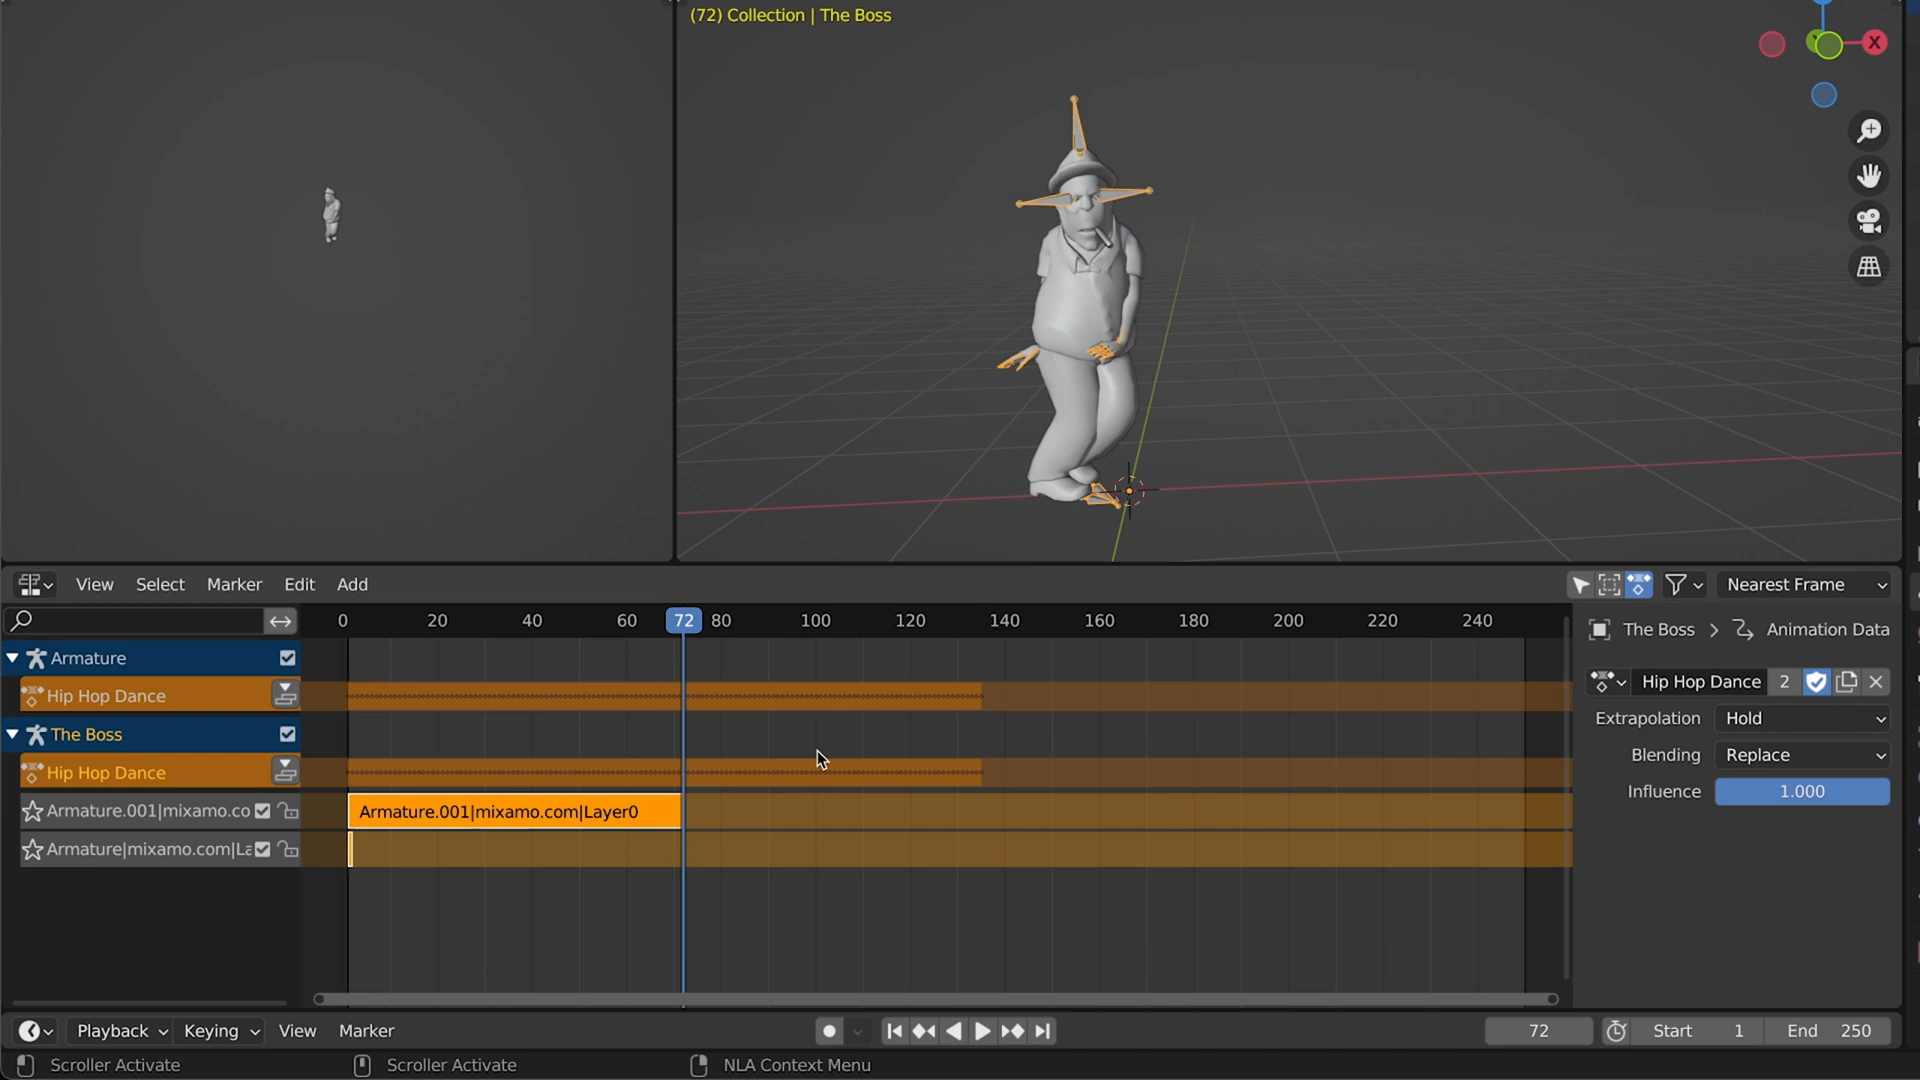 (72) Collection | The Boss
X
View Select Marker Edit Add Nearest Frame
0 20 40 60 72 80 100 120 140 160 180 200 220 240
The Boss > Animation Data
Armature
Hip Hop Dance
Hip Hop Dance 2
Extrapolation Hold
The Boss
Blending Replace
Hip Hop Dance
Influence 1.000
Armature.001|mixamo.co Armature.001|mixamo.com|Layer0
Armature|mixamo.com|La
Playback Keying View Marker 72 Start 1 End 250
Scroller Activate Scroller Activate NLA Context Menu